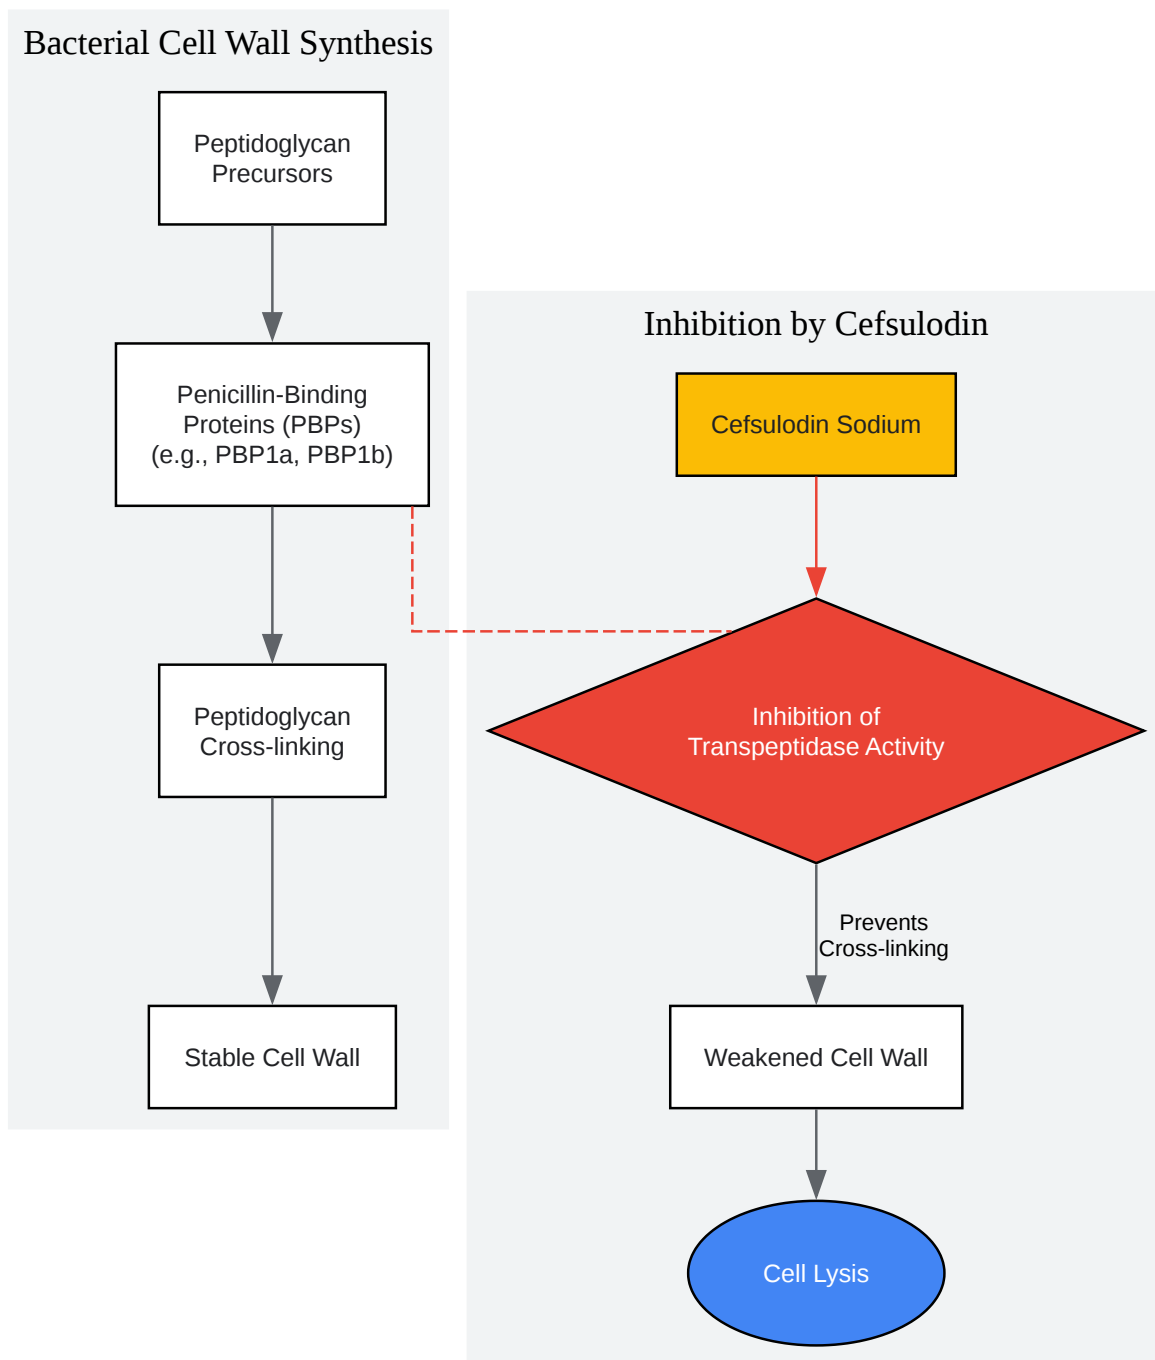 Bacterial Cell Wall Synthesis
Peptidoglycan
Precursors
Penicillin-Binding
Proteins (PBPs)
(e.g., PBP1a, PBP1b)
Peptidoglycan
Cross-linking
Stable Cell Wall
Inhibition by Cefsulodin
Cefsulodin Sodium
Inhibition of
Transpeptidase Activity
Prevents
Cross-linking
Weakened Cell Wall
Cell Lysis